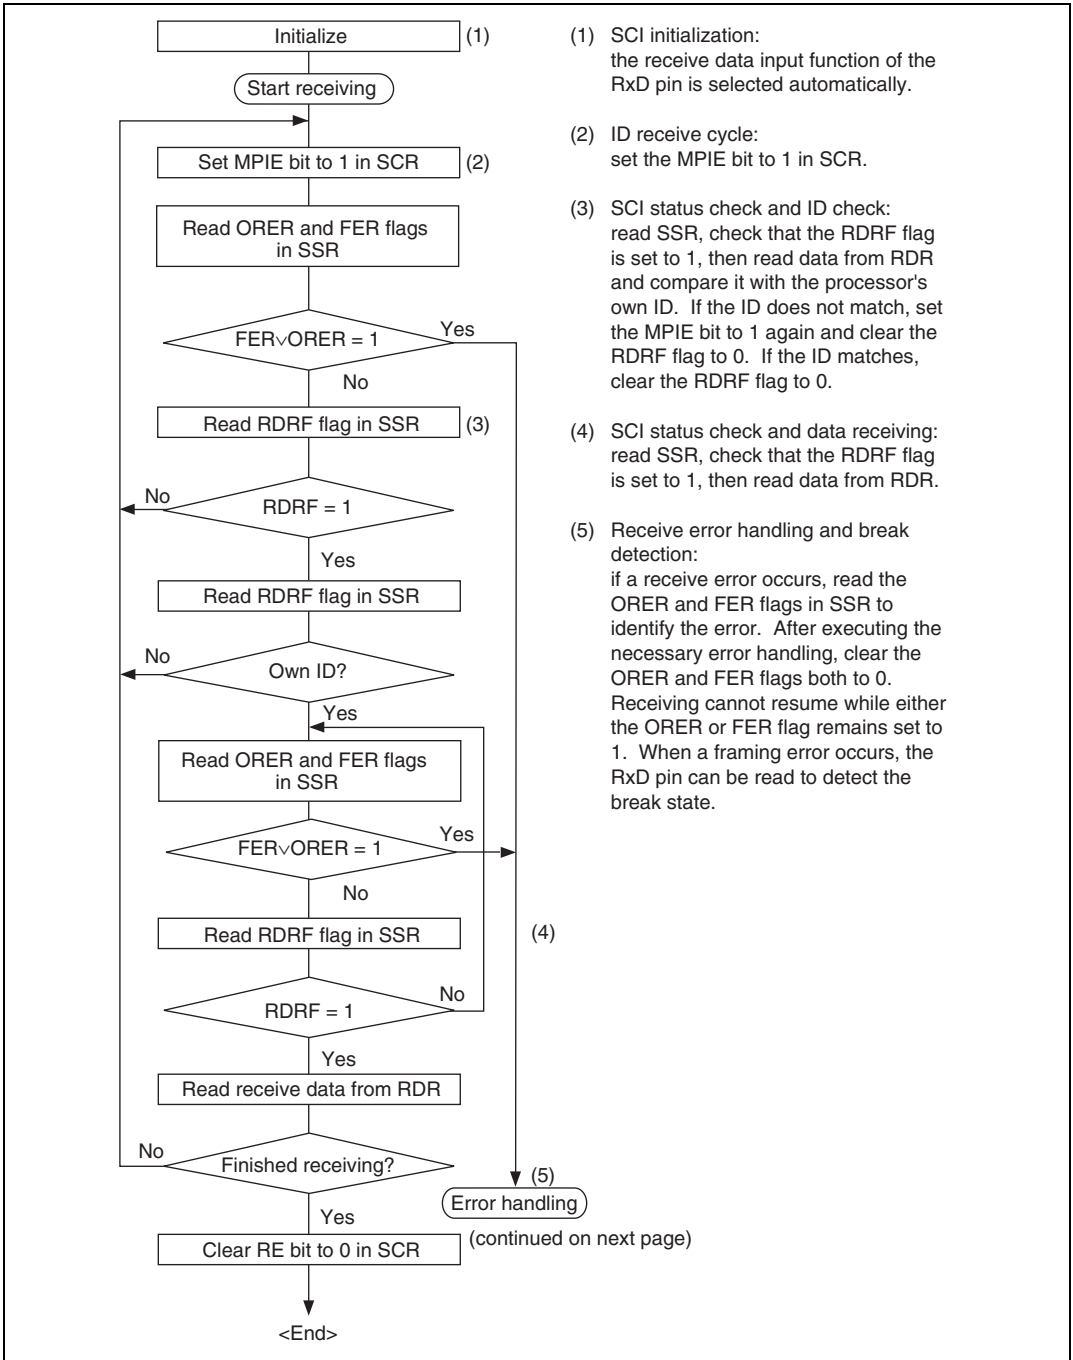 Initialize
(1)
Start receiving
Set MPIE bit to 1 in SCR
(2)
Read ORER and FER flags
in SSR
FER∨ORER = 1
Yes
No
Read RDRF flag in SSR
(3)
RDRF = 1
No
Yes
Read RDRF flag in SSR
Own ID?
No
Yes
Read ORER and FER flags
in SSR
FER∨ORER = 1
Yes
No
Read RDRF flag in SSR
(4)
RDRF = 1
No
Yes
Read receive data from RDR
Finished receiving?
No
Yes
(5)
Error handling
(continued on next page)
Clear RE bit to 0 in SCR
<End>
(1) SCI initialization:
the receive data input function of the
RxD pin is selected automatically.
(2) ID receive cycle:
set the MPIE bit to 1 in SCR.
(3) SCI status check and ID check:
read SSR, check that the RDRF flag
is set to 1, then read data from RDR
and compare it with the processor's
own ID. If the ID does not match, set
the MPIE bit to 1 again and clear the
RDRF flag to 0. If the ID matches,
clear the RDRF flag to 0.
(4) SCI status check and data receiving:
read SSR, check that the RDRF flag
is set to 1, then read data from RDR.
(5) Receive error handling and break
detection:
if a receive error occurs, read the
ORER and FER flags in SSR to
identify the error. After executing the
necessary error handling, clear the
ORER and FER flags both to 0.
Receiving cannot resume while either
the ORER or FER flag remains set to
1. When a framing error occurs, the
RxD pin can be read to detect the
break state.